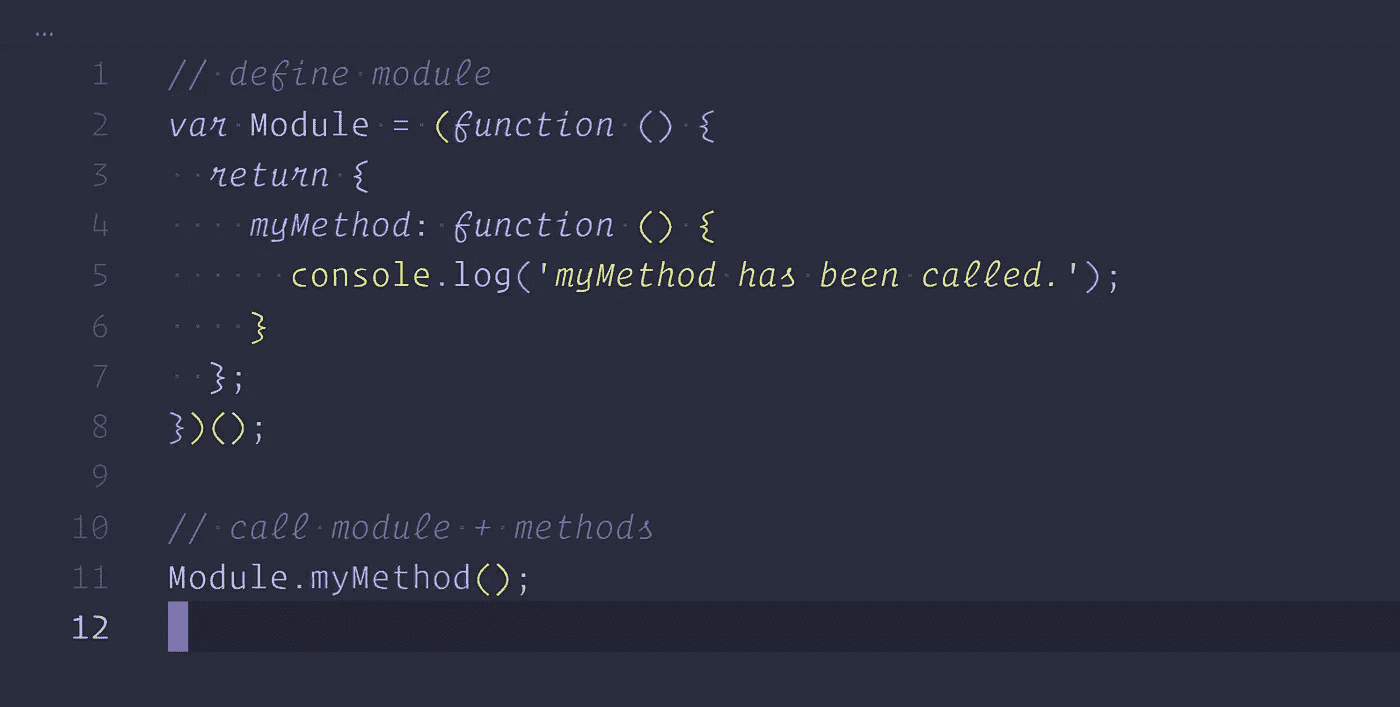 ...
1 // define module
2 var Module = (function () {
3   return {
4     myMethod: function () {
5       console.log('myMethod has been called.');
6     }
7   };
8 })();
9
10 // call module + methods
11 Module.myMethod();
12